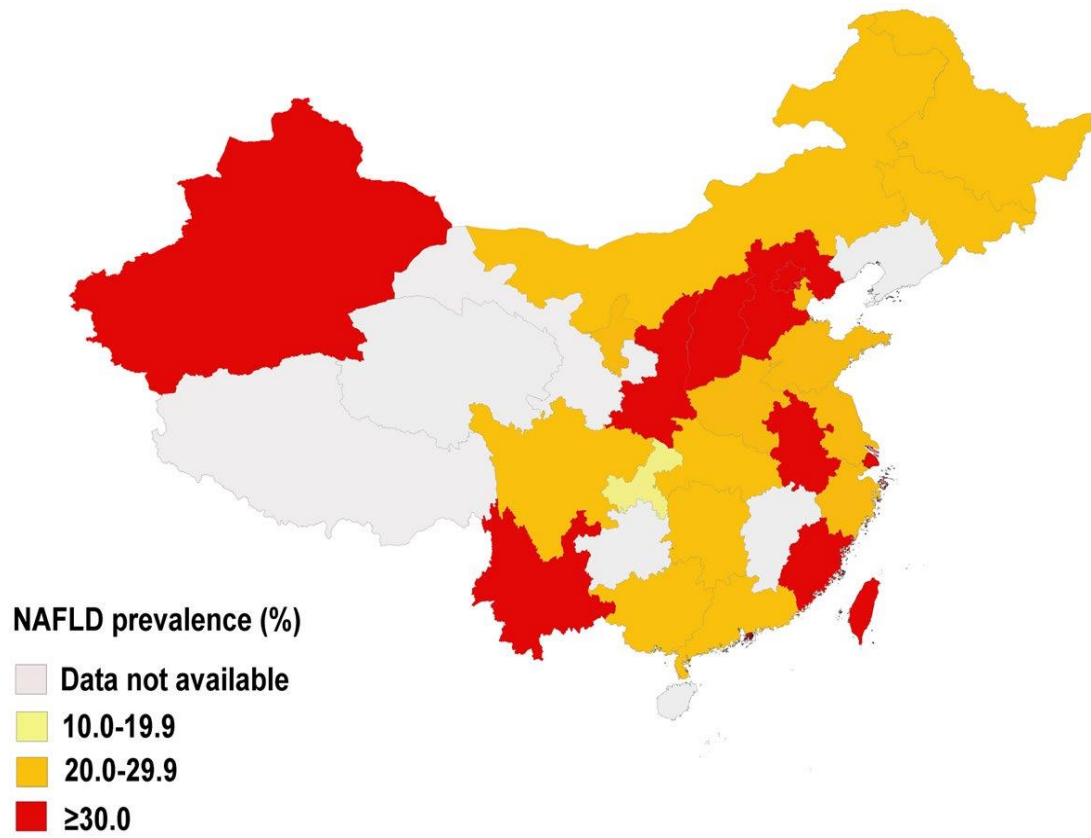 NAFLD prevalence (%)
Data not available
10.0-19.9
20.0-29.9
≥30.0